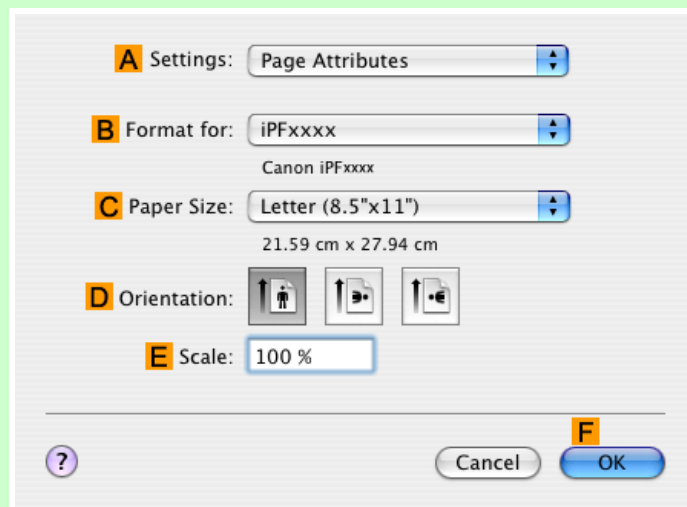 A Settings: Page Attributes
B Format for: iPFxxxx
Canon iPFxxxx
C Paper Size: Letter (8.5"x11")
21.59 cm x 27.94 cm
D Orientation:
E Scale: 100 %
F
? Cancel OK